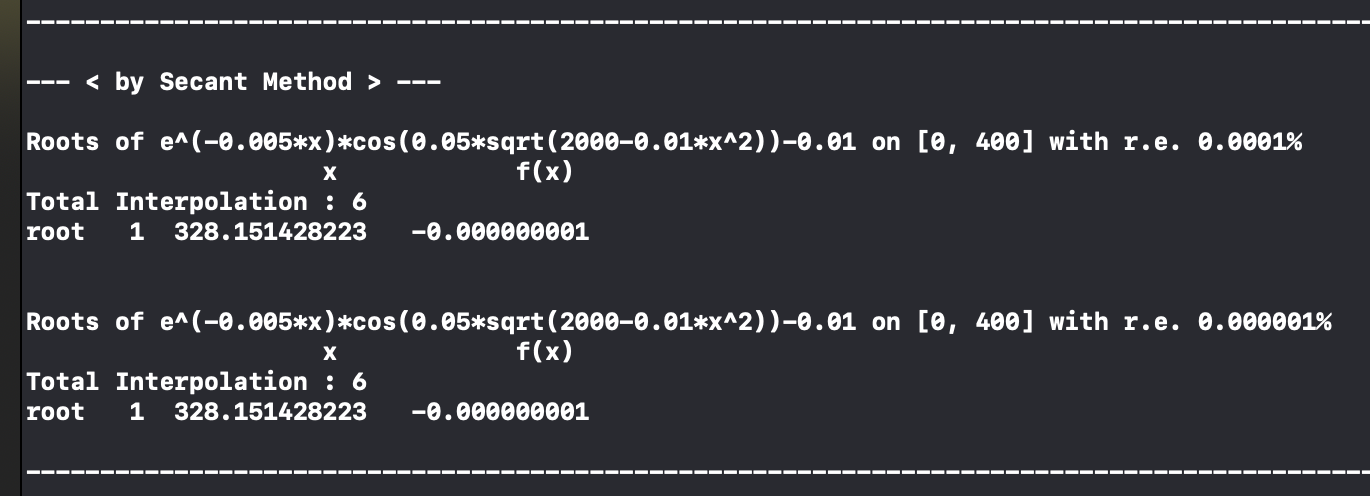 --- < by Secant Method > ---
Roots of e^(-0.005*x)*cos(0.05*sqrt(2000-0.01*x^2))-0.01 on [0, 400] with r.e. 0.0001%
x f(x)
Total Interpolation : 6
root 1 328.151428223 -0.000000001
Roots of e^(-0.005*x)*cos(0.05*sqrt(2000-0.01*x^2))-0.01 on [0, 400] with r.e. 0.000001%
x f(x)
Total Interpolation : 6
root 1 328.151428223 -0.000000001